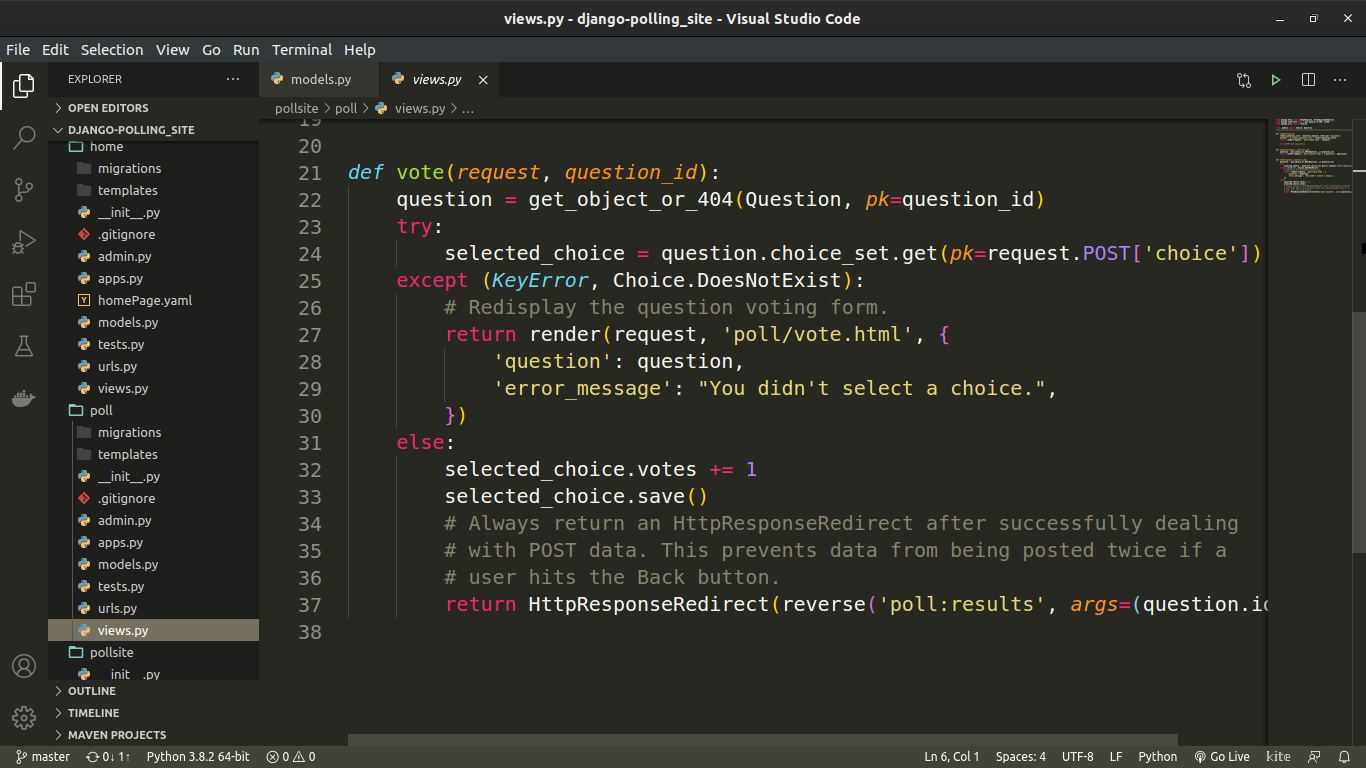 views.py - django-polling_site - Visual Studio Code
File Edit Selection View Go Run Terminal Help
EXPLORER
models.py
views.py
OPEN EDITORS
pollsite > poll > views.py > ...
DJANGO-POLLING_SITE
home
migrations
templates
__init__.py
.gitignore
admin.py
apps.py
homePage.yaml
models.py
tests.py
urls.py
views.py
poll
migrations
templates
__init__.py
.gitignore
admin.py
apps.py
models.py
tests.py
urls.py
views.py
pollsite
__init__.py
OUTLINE
TIMELINE
MAVEN PROJECTS
19
20
21 def vote(request, question_id):
22 question = get_object_or_404(Question, pk=question_id)
23 try:
24 selected_choice = question.choice_set.get(pk=request.POST['choice'])
25 except (KeyError, Choice.DoesNotExist):
26 # Redisplay the question voting form.
27 return render(request, 'poll/vote.html', {
28 'question': question,
29 'error_message': "You didn't select a choice.",
30 })
31 else:
32 selected_choice.votes += 1
33 selected_choice.save()
34 # Always return an HttpResponseRedirect after successfully dealing
35 # with POST data. This prevents data from being posted twice if a
36 # user hits the Back button.
37 return HttpResponseRedirect(reverse('poll:results', args=(question.id
38
master 0↓ 1↑ Python 3.8.2 64-bit 0 0 Ln 6, Col 1 Spaces: 4 UTF-8 LF Python Go Live kite